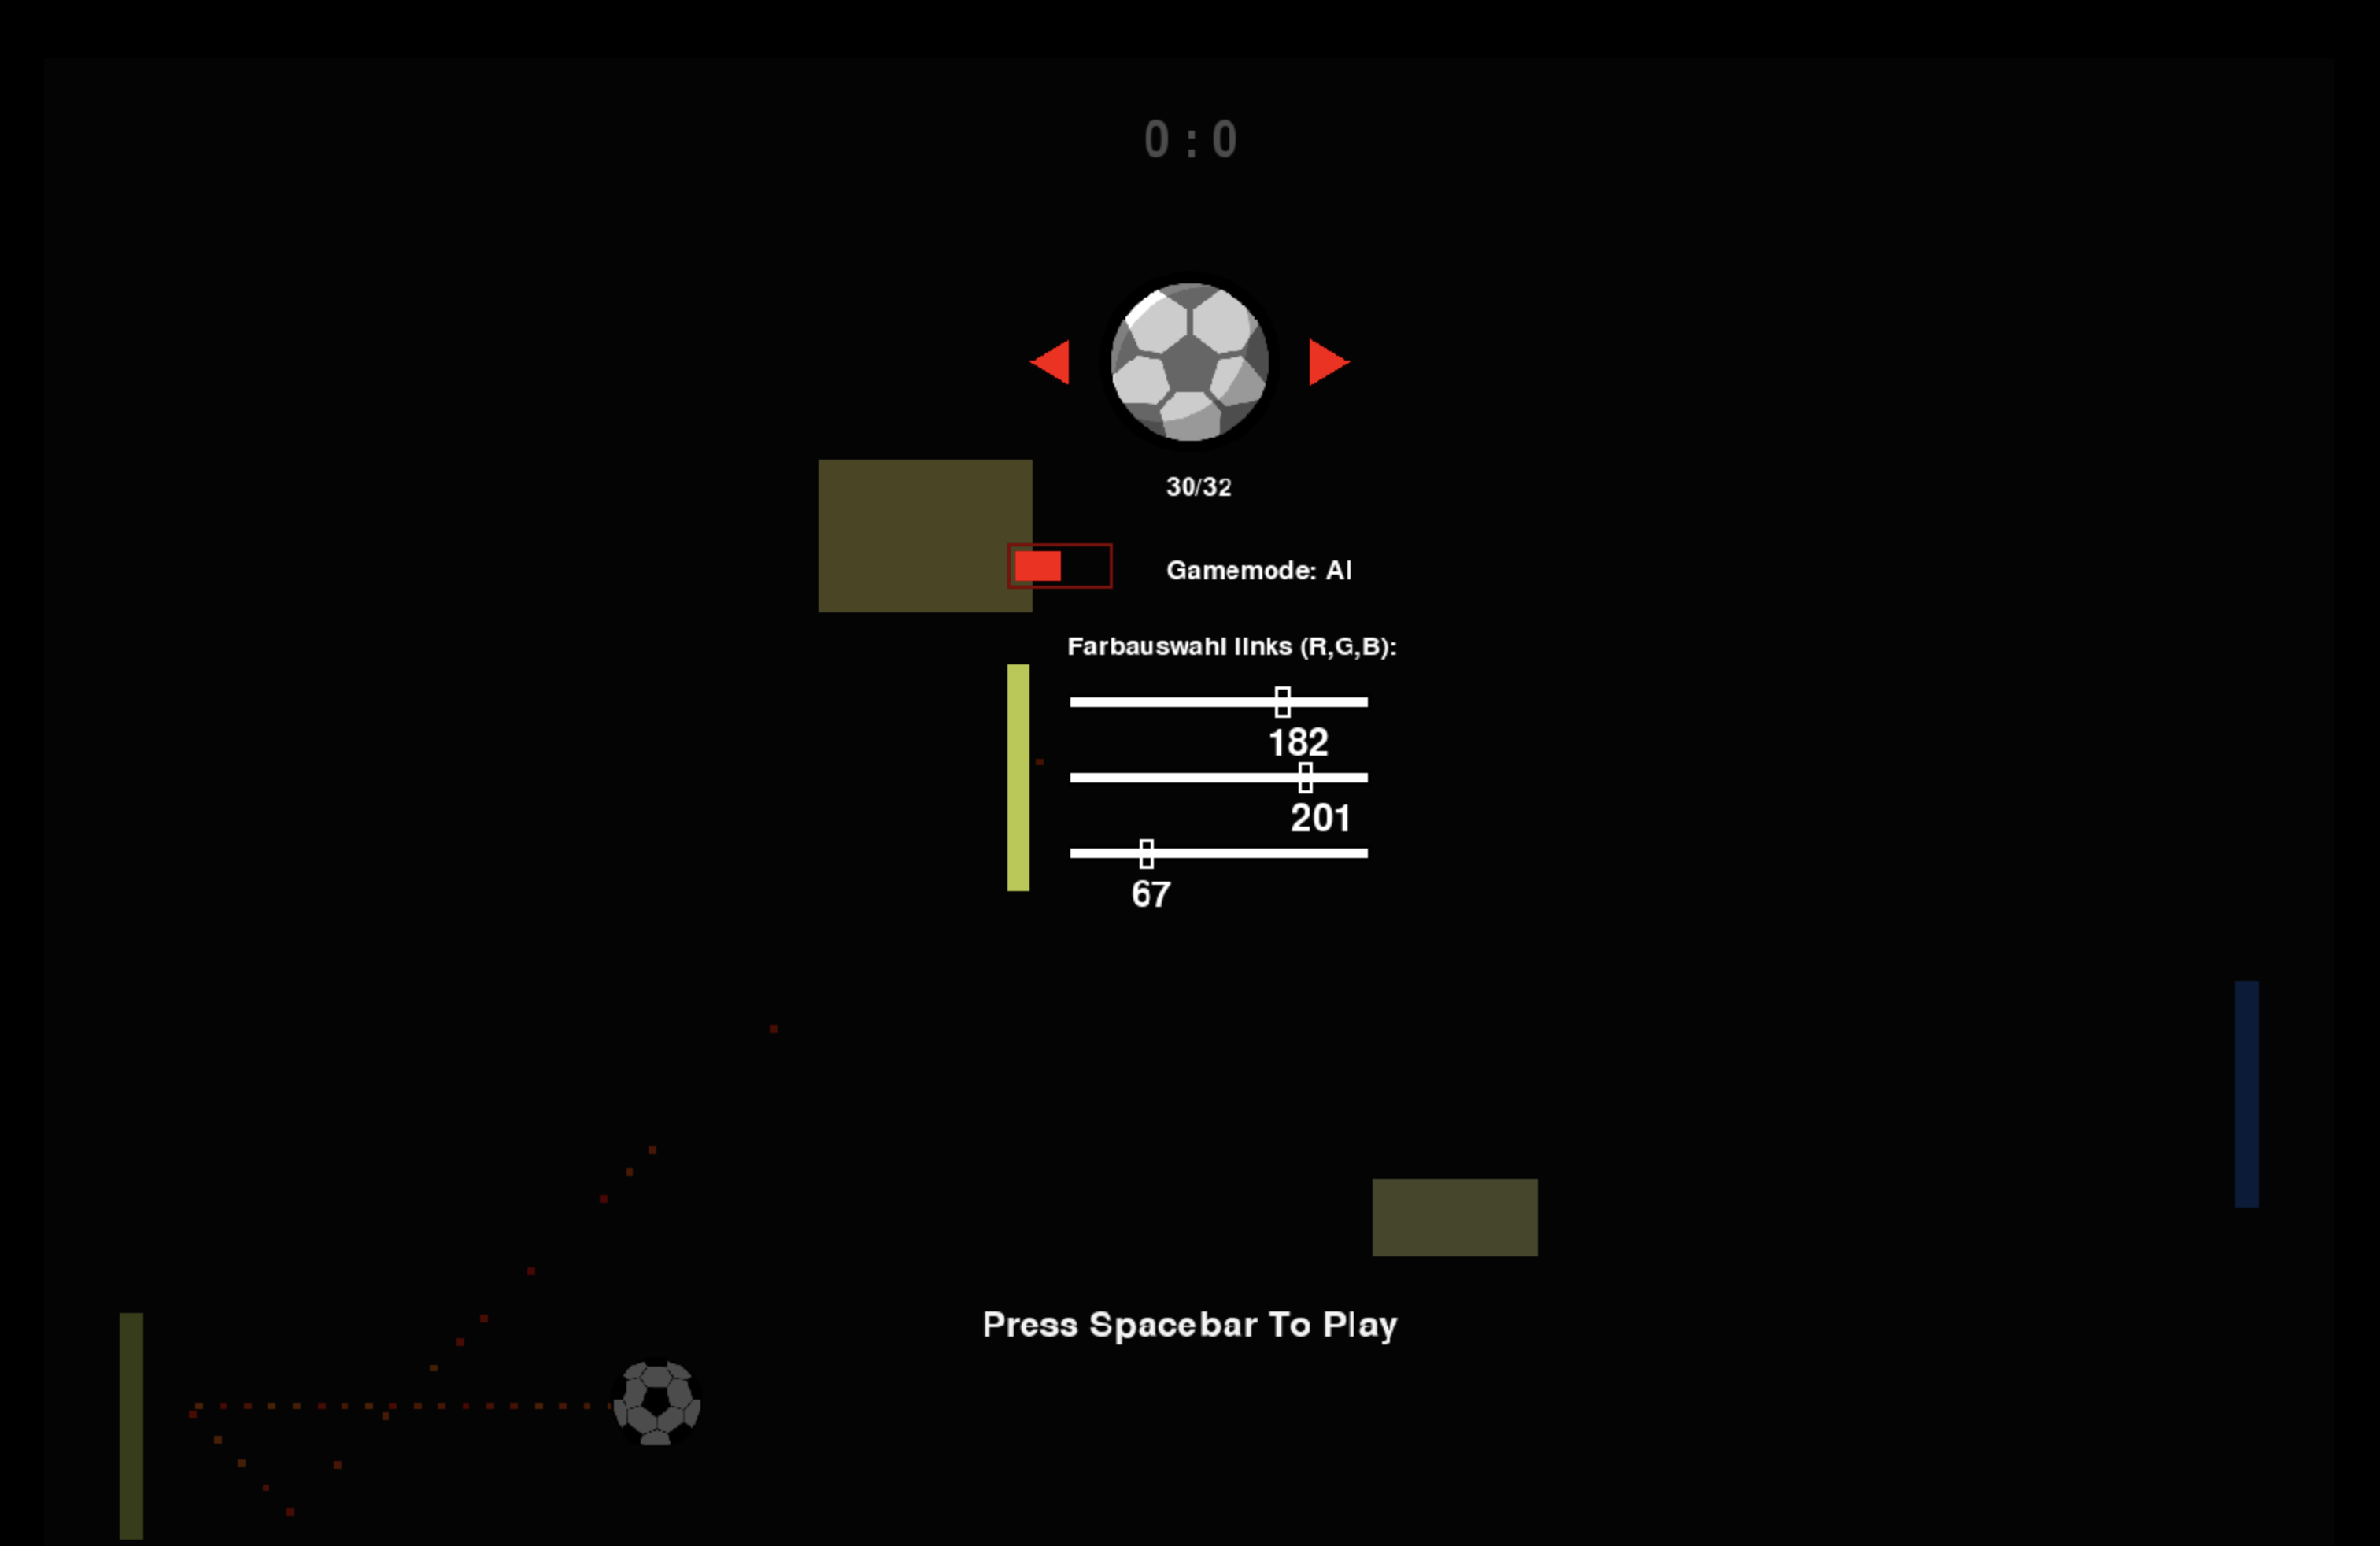 0 : 0
30/32
Gamemode: AI
Farbauswahl links (R,G,B):
182
201
67
Press Spacebar To Play